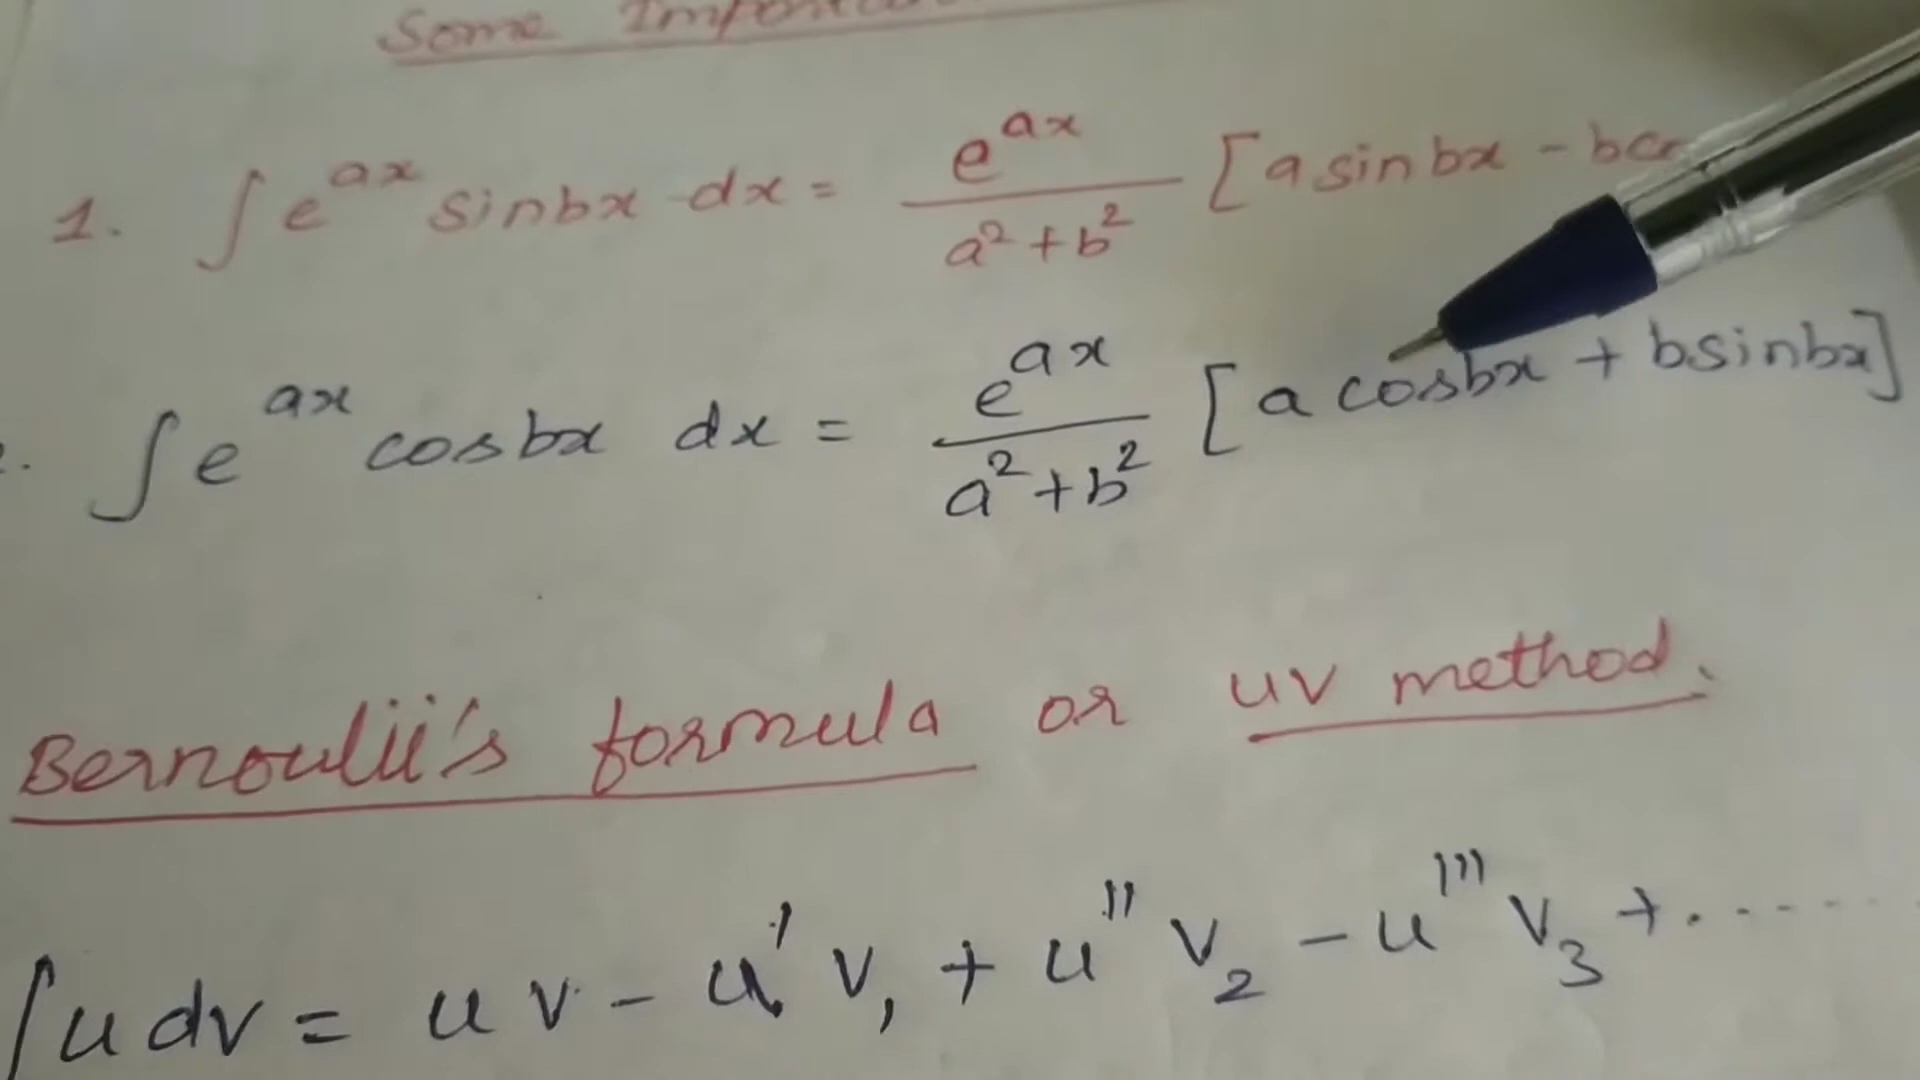 Some
1. ∫ e^{ax} sinbx dx = e^{ax} / (a² + b²) [a sinbx - b
∫ e^{ax} cosbx dx = e^{ax} / (a² + b²) [a cosbx + bsinbx]
Bernoulii's formula or uv method.
∫u dv = uv - u' v₁ + u'' v₂ - u''' v₃ + ........